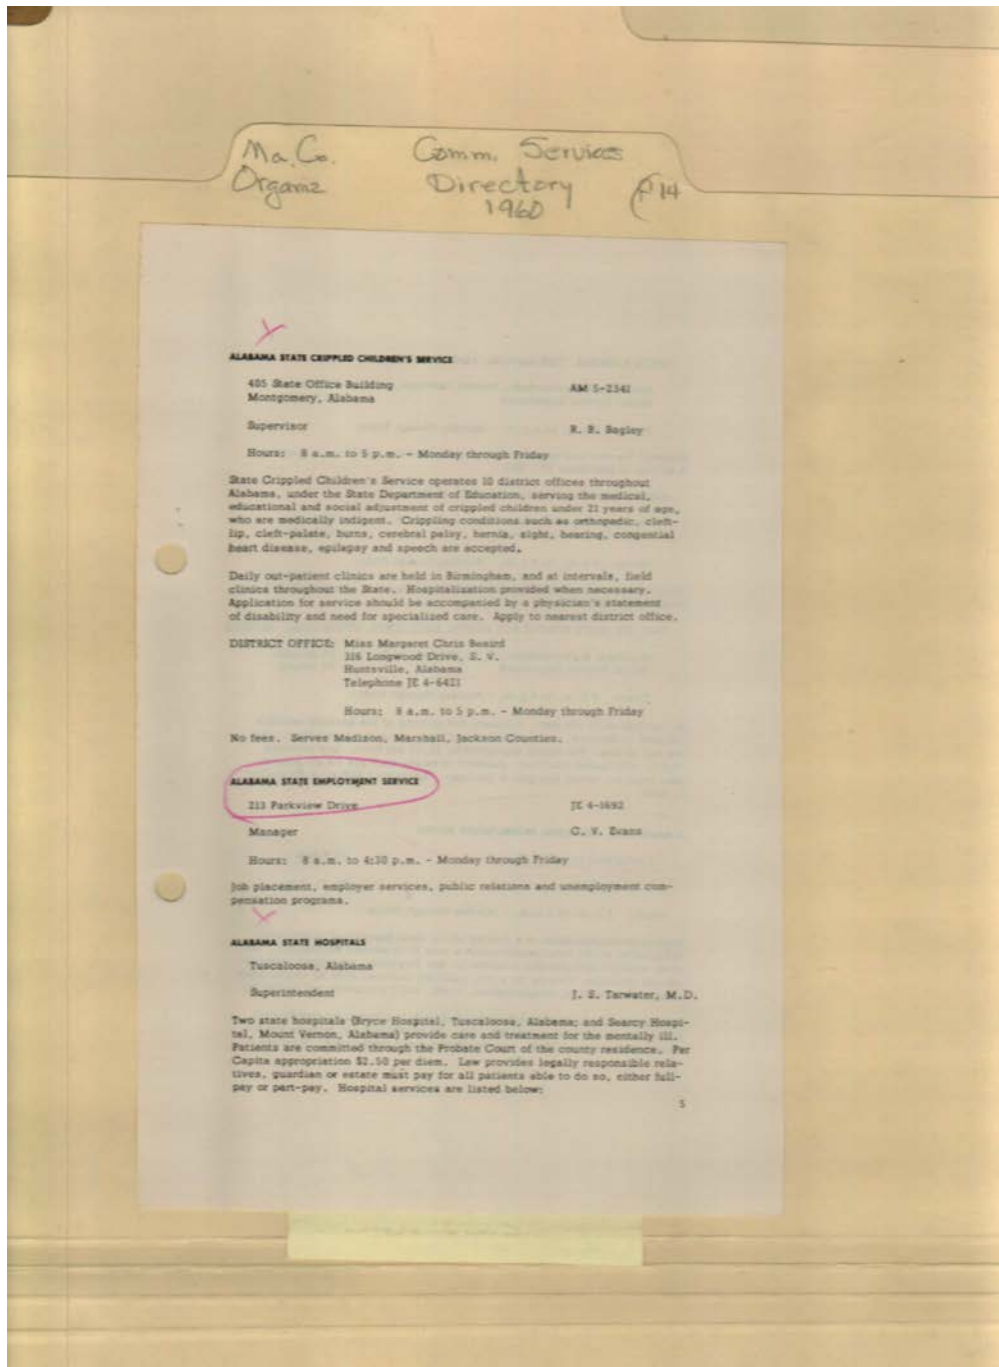 Ma. Co. Comm. Services
Organiz Directory
1960
ALABAMA STATE CRIPPLED CHILDREN'S SERVICE
405 State Office Building AM 5-2341
Montgomery, Alabama
Supervisor R. B. Bagley
Hours: 8 a.m. to 5 p.m. - Monday through Friday
State Crippled Children's Service operates 10 district offices throughout
Alabama, under the State Department of Education, serving the medical,
educational and social adjustment of crippled children under 21 years of age,
who are medically indigent. Crippling conditions such as orthopedic, cleft-
lip, cleft-palate, burns, cerebral palsy, hernia, sight, hearing, congenital
heart disease, epilepsy and speech are accepted.
Daily out-patient clinics are held in Birmingham, and at intervals, field
clinics throughout the State. Hospitalization provided when necessary.
Application for service should be accompanied by a physician's statement
of disability and need for specialized care. Apply to nearest district office.
DISTRICT OFFICE: Miss Margaret Chris
316 Longwood Drive, S. W.
Huntsville, Alabama
Telephone JE 4-6421
Hours: 8 a.m. to 5 p.m. - Monday through Friday
No fees. Serves Madison, Marshall, Jackson Counties.
ALABAMA STATE EMPLOYMENT SERVICE
213 Parkview Drive JE 4-1692
Manager C. V. Evans
Hours: 8 a.m. to 4:30 p.m. - Monday through Friday
Job placement, employer services, public relations and unemployment com-
pensation programs.
ALABAMA STATE HOSPITALS
Tuscaloosa, Alabama
Superintendent J. S. Tarwater, M.D.
Two state hospitals (Bryce Hospital, Tuscaloosa, Alabama; and Searcy Hospi-
tal, Mount Vernon, Alabama) provide care and treatment for the mentally ill.
Patients are committed through the Probate Court of the county residence. Per
Capita appropriation $2.50 per diem. Law provides legally responsible rela-
tives, guardian or estate must pay for all patients able to do so, either full-
pay or part-pay. Hospital services are listed below:
5